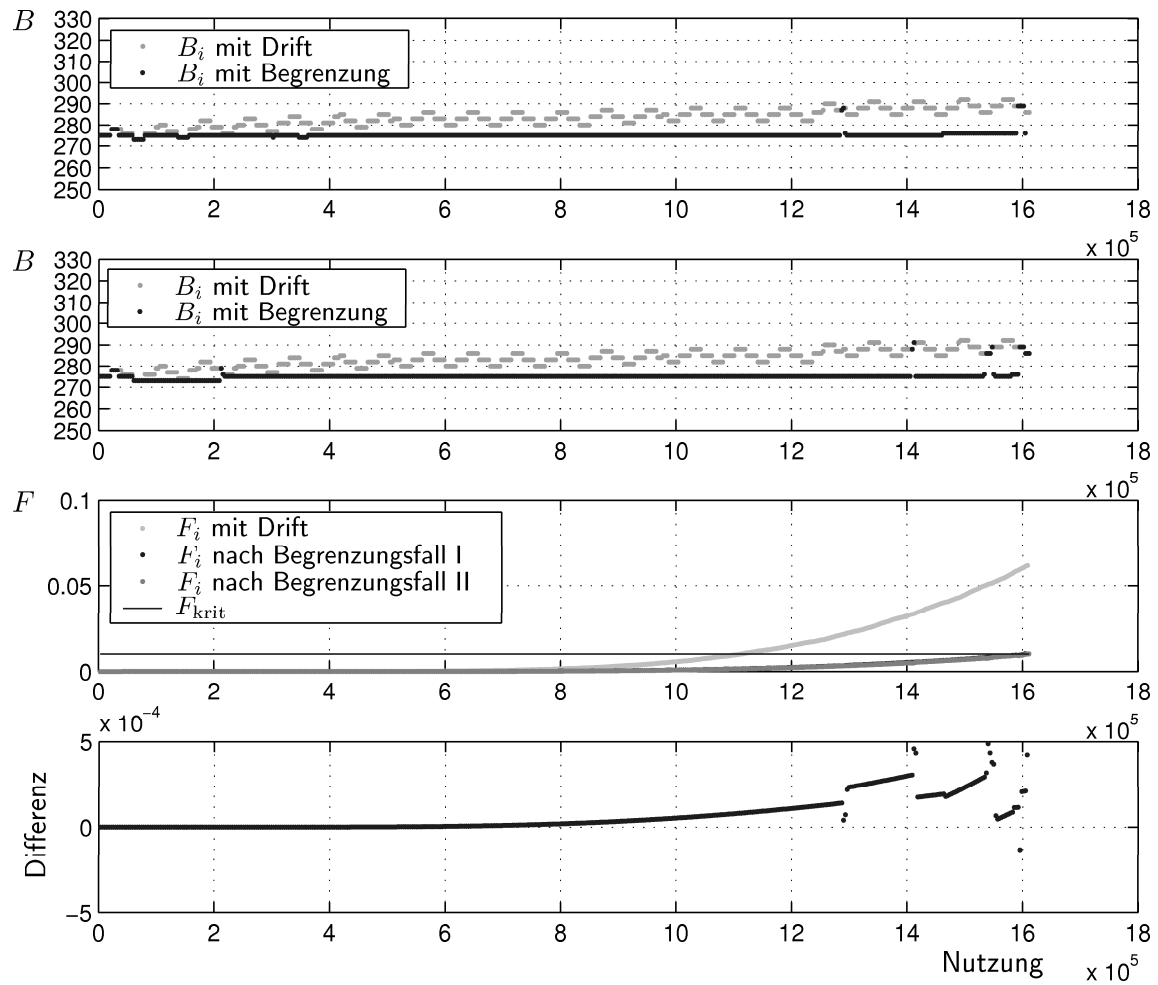 B
330
320
310
300
290
280
270
260
250
B_i mit Drift
B_i mit Begrenzung
0 2 4 6 8 10 12 14 16 18
x 10^5
B
330
320
310
300
290
280
270
260
250
B_i mit Drift
B_i mit Begrenzung
0 2 4 6 8 10 12 14 16 18
x 10^5
F
0.1
0.05
0
F_i mit Drift
F_i nach Begrenzungsfall I
F_i nach Begrenzungsfall II
F_krit
0 2 4 6 8 10 12 14 16 18
x 10^5
x 10^−4
Differenz
5
0
−5
0 2 4 6 8 10 12 14 16 18
Nutzung
x 10^5